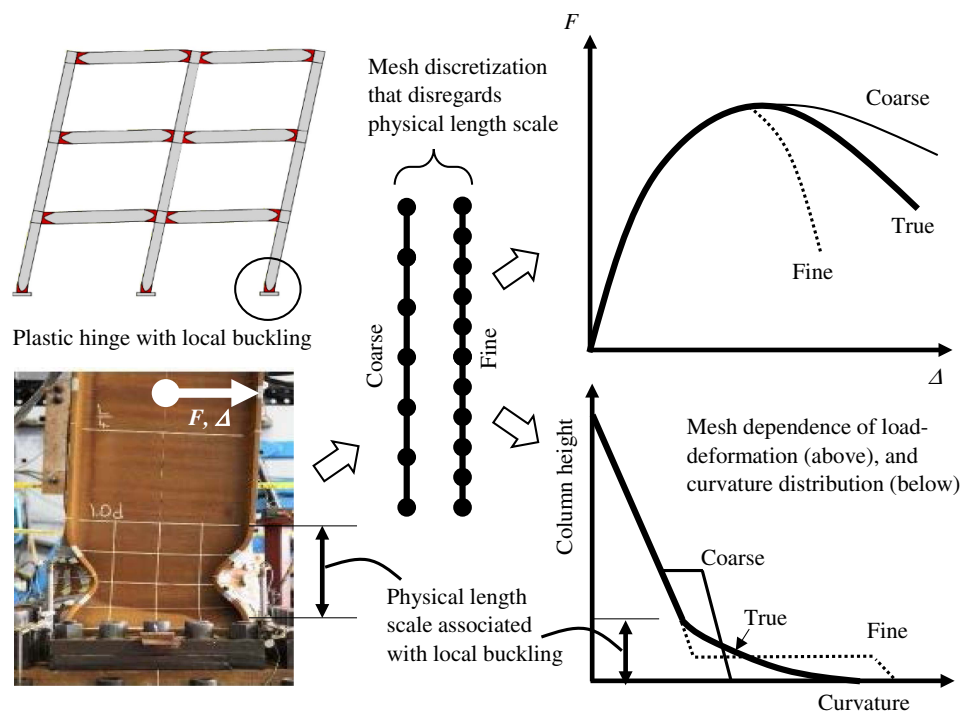 Mesh discretization
that disregards
physical length scale
Coarse
Fine
Plastic hinge with local buckling
F, Δ
1.0d
F
Coarse
True
Fine
Δ
Column height
Mesh dependence of load-
deformation (above), and
curvature distribution (below)
Coarse
True
Fine
Curvature
Physical length
scale associated
with local buckling